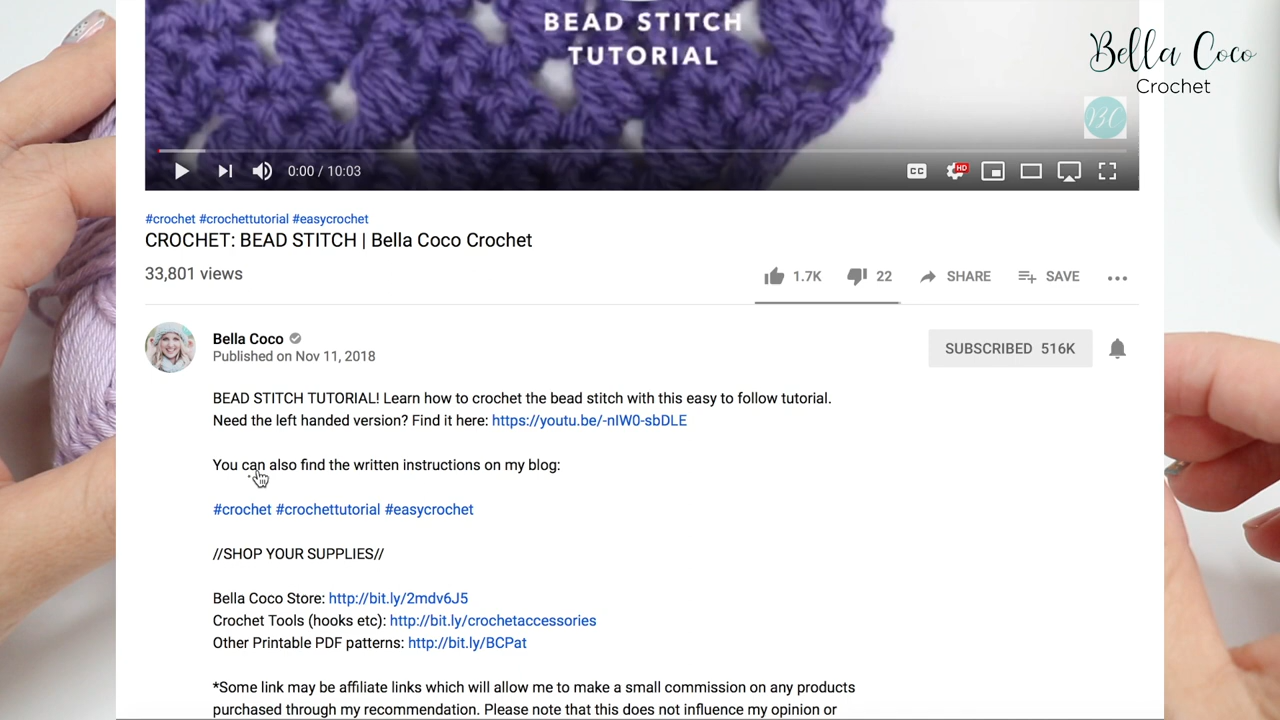 BEAD STITCH
TUTORIAL
Bella Coco
Crochet
BC
0:00 / 10:03
CC
HD
#crochet #crochettutorial #easycrochet
CROCHET: BEAD STITCH | Bella Coco Crochet
33,801 views
1.7K
22
SHARE
SAVE
Bella Coco
Published on Nov 11, 2018
SUBSCRIBED 516K
BEAD STITCH TUTORIAL! Learn how to crochet the bead stitch with this easy to follow tutorial.
Need the left handed version? Find it here: https://youtu.be/-nIW0-sbDLE
You can also find the written instructions on my blog:
#crochet #crochettutorial #easycrochet
//SHOP YOUR SUPPLIES//
Bella Coco Store: http://bit.ly/2mdv6J5
Crochet Tools (hooks etc): http://bit.ly/crochetaccessories
Other Printable PDF patterns: http://bit.ly/BCPat
*Some link may be affiliate links which will allow me to make a small commission on any products
purchased through my recommendation. Please note that this does not influence my opinion or